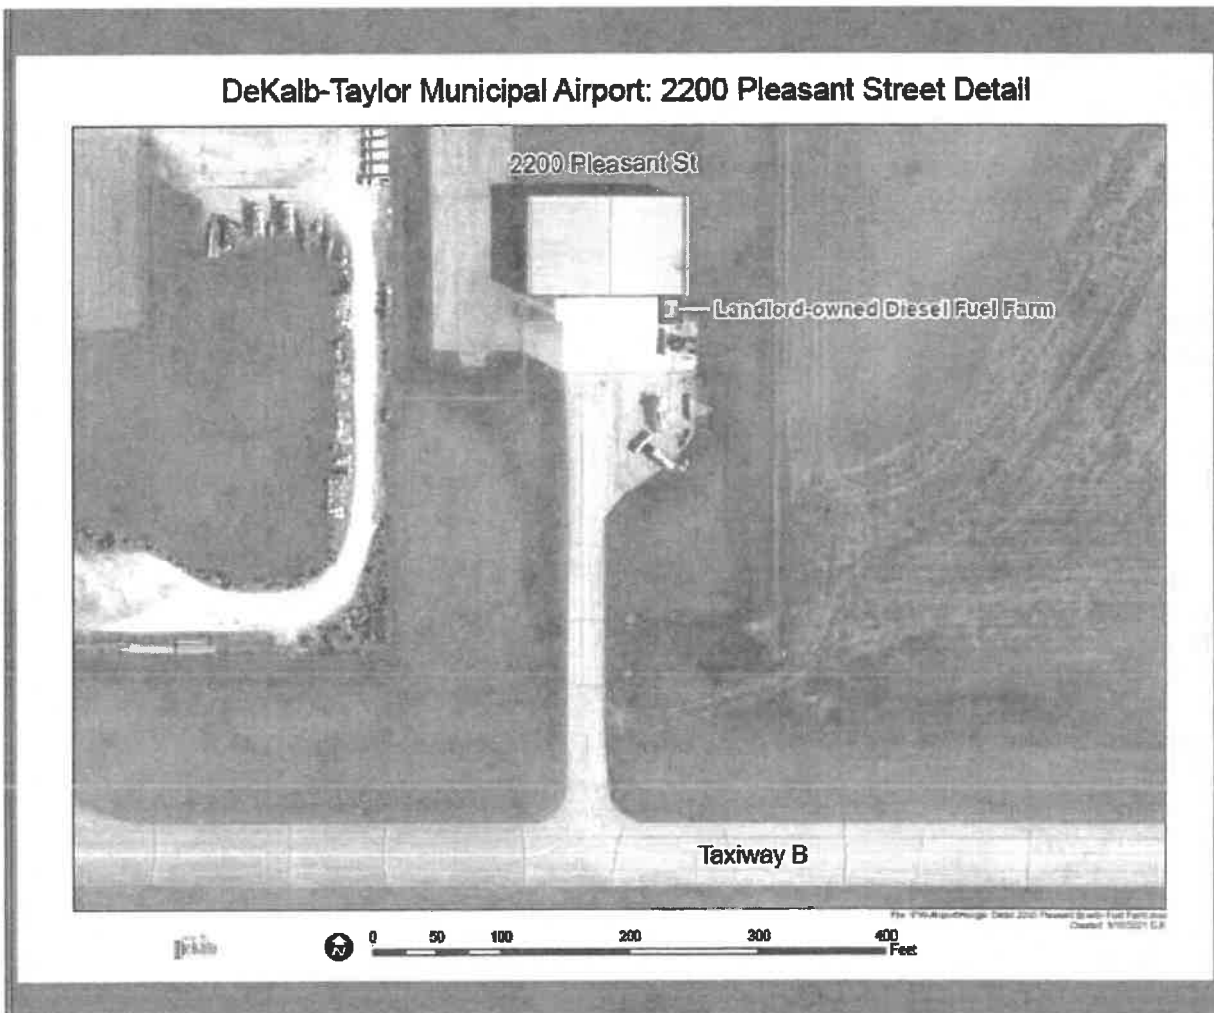 DeKalb-Taylor Municipal Airport: 2200 Pleasant Street Detail
2200 Pleasant St
Landlord-owned Diesel Fuel Farm
Taxiway B
DeKalb
N
0 50 100 200 300 400
Feet